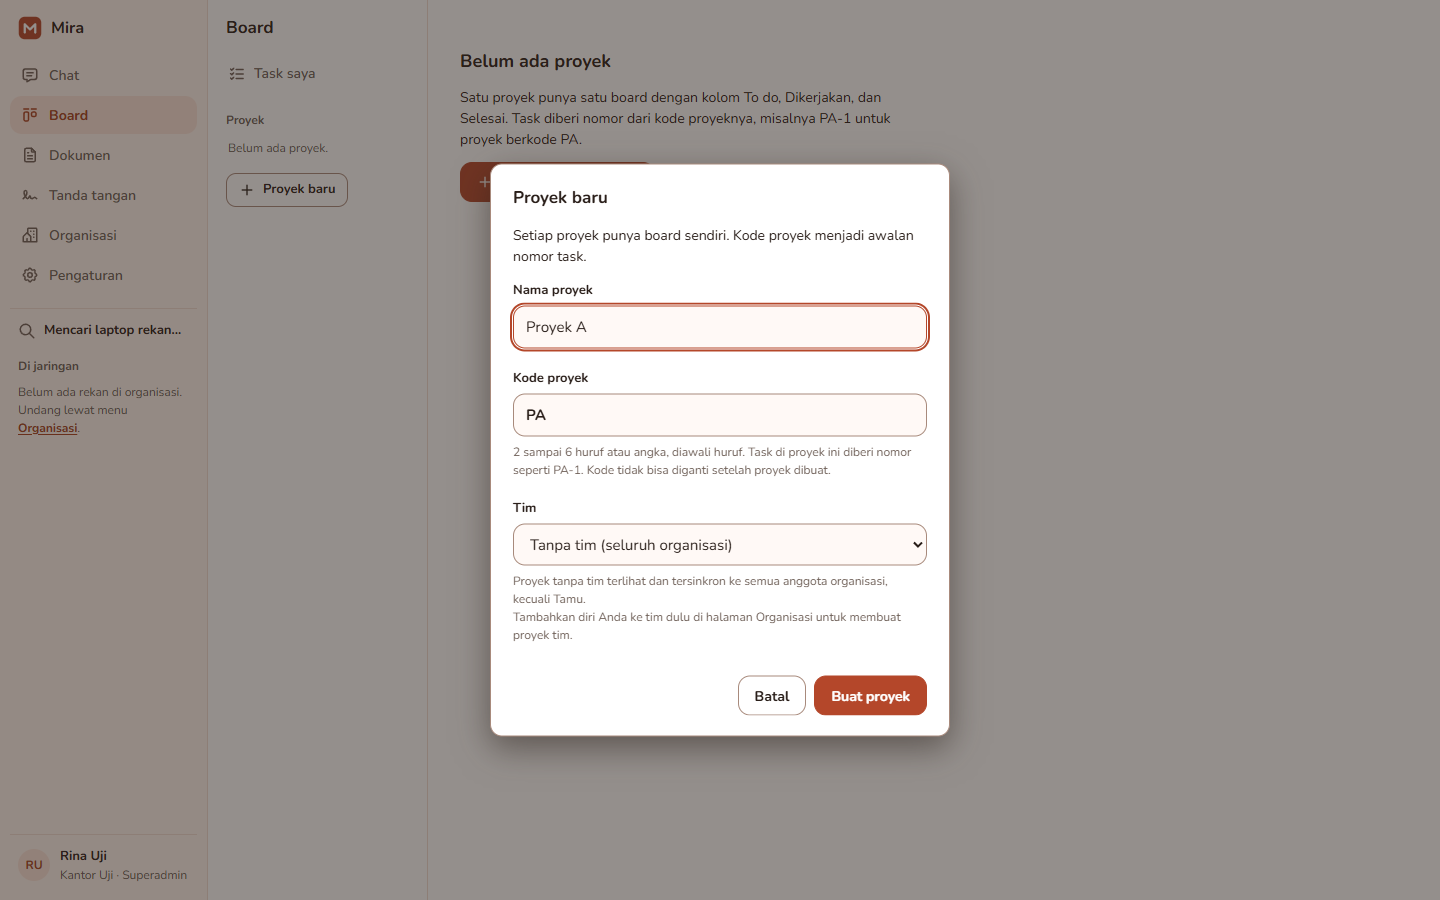 Mira
Chat
Board
Dokumen
Tanda tangan
Organisasi
Pengaturan
Mencari laptop rekan...
Di jaringan
Belum ada rekan di organisasi.
Undang lewat menu
Organisasi.
RU
Rina Uji
Kantor Uji · Superadmin
Board
Task saya
Proyek
Belum ada proyek.
+ Proyek baru
Belum ada proyek
Satu proyek punya satu board dengan kolom To do, Dikerjakan, dan
Selesai. Task diberi nomor dari kode proyeknya, misalnya PA-1 untuk
proyek berkode PA.
Proyek baru
Setiap proyek punya board sendiri. Kode proyek menjadi awalan
nomor task.
Nama proyek
Proyek A
Kode proyek
PA
2 sampai 6 huruf atau angka, diawali huruf. Task di proyek ini diberi nomor
seperti PA-1. Kode tidak bisa diganti setelah proyek dibuat.
Tim
Tanpa tim (seluruh organisasi)
Proyek tanpa tim terlihat dan tersinkron ke semua anggota organisasi,
kecuali Tamu.
Tambahkan diri Anda ke tim dulu di halaman Organisasi untuk membuat
proyek tim.
Batal
Buat proyek